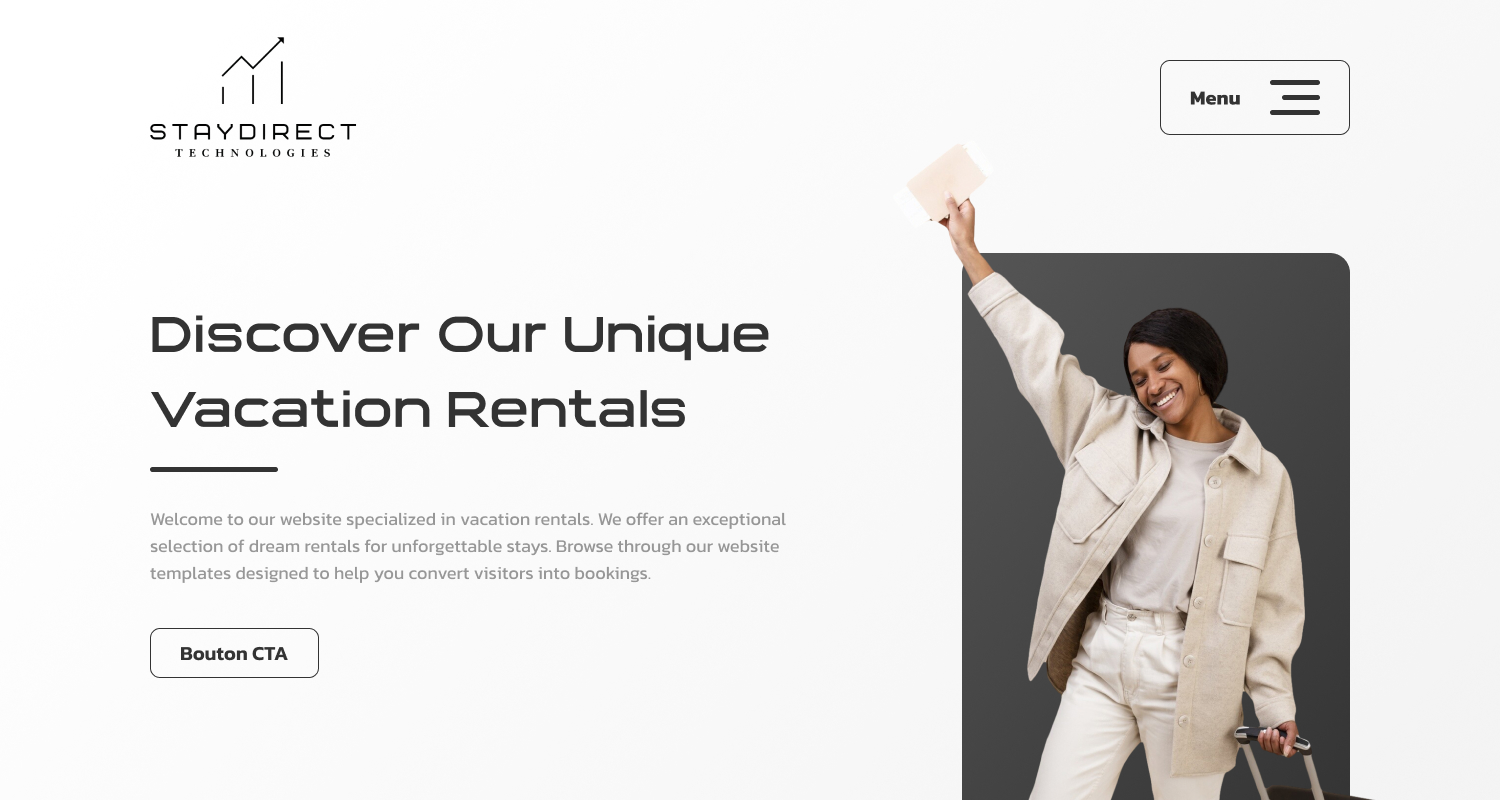 STAYDIRECT
TECHNOLOGIES
Menu
Discover Our Unique
Vacation Rentals
Welcome to our website specialized in vacation rentals. We offer an exceptional
selection of dream rentals for unforgettable stays. Browse through our website
templates designed to help you convert visitors into bookings.
Bouton CTA